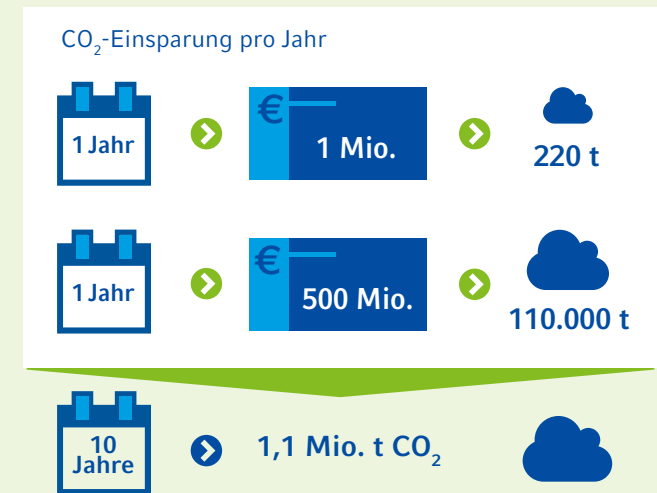 CO₂-Einsparung pro Jahr
1 Jahr
€
1 Mio.
220 t
1 Jahr
€
500 Mio.
110.000 t
10
Jahre
1,1 Mio. t CO₂